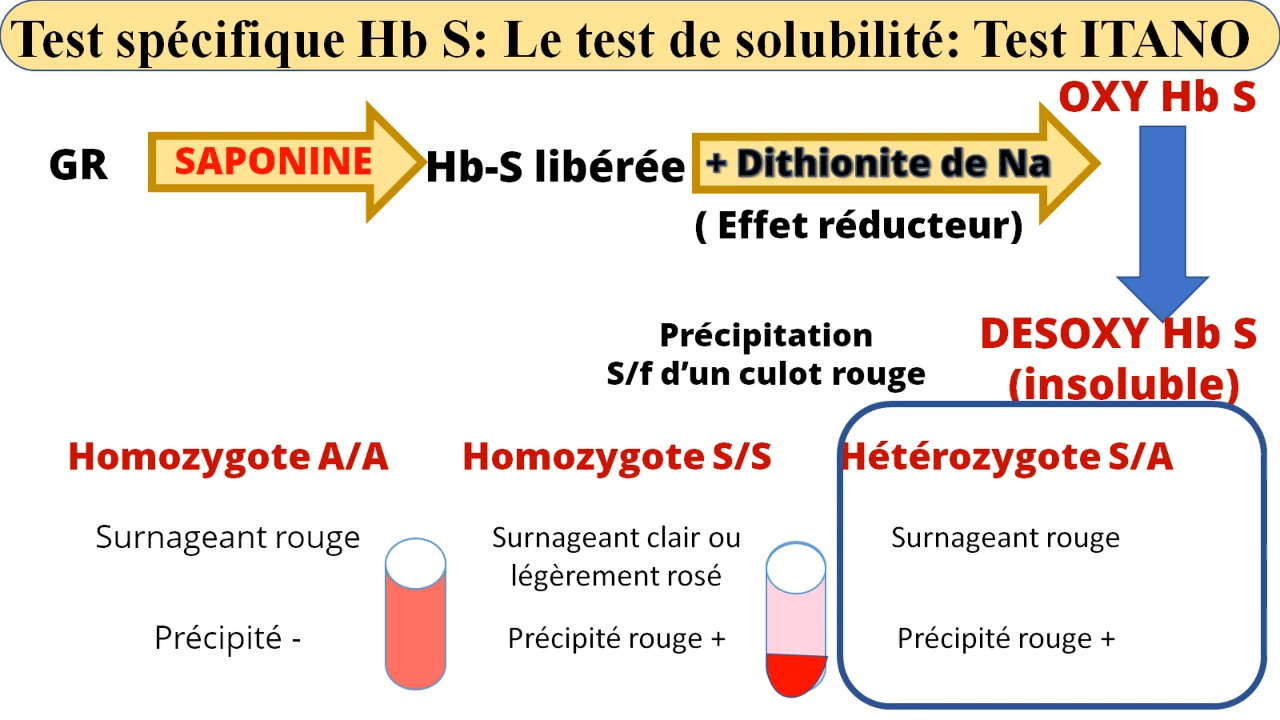 Test spécifique Hb S: Le test de solubilité: Test ITANO
OXY Hb S
GR
SAPONINE
Hb-S libérée
+ Dithionite de Na
( Effet réducteur)
DESOXY Hb S
(insoluble)
Précipitation
S/f d’un culot rouge
Homozygote A/A
Homozygote S/S
Hétérozygote S/A
Surnageant rouge
Surnageant clair ou
légèrement rosé
Surnageant rouge
Précipité -
Précipité rouge +
Précipité rouge +